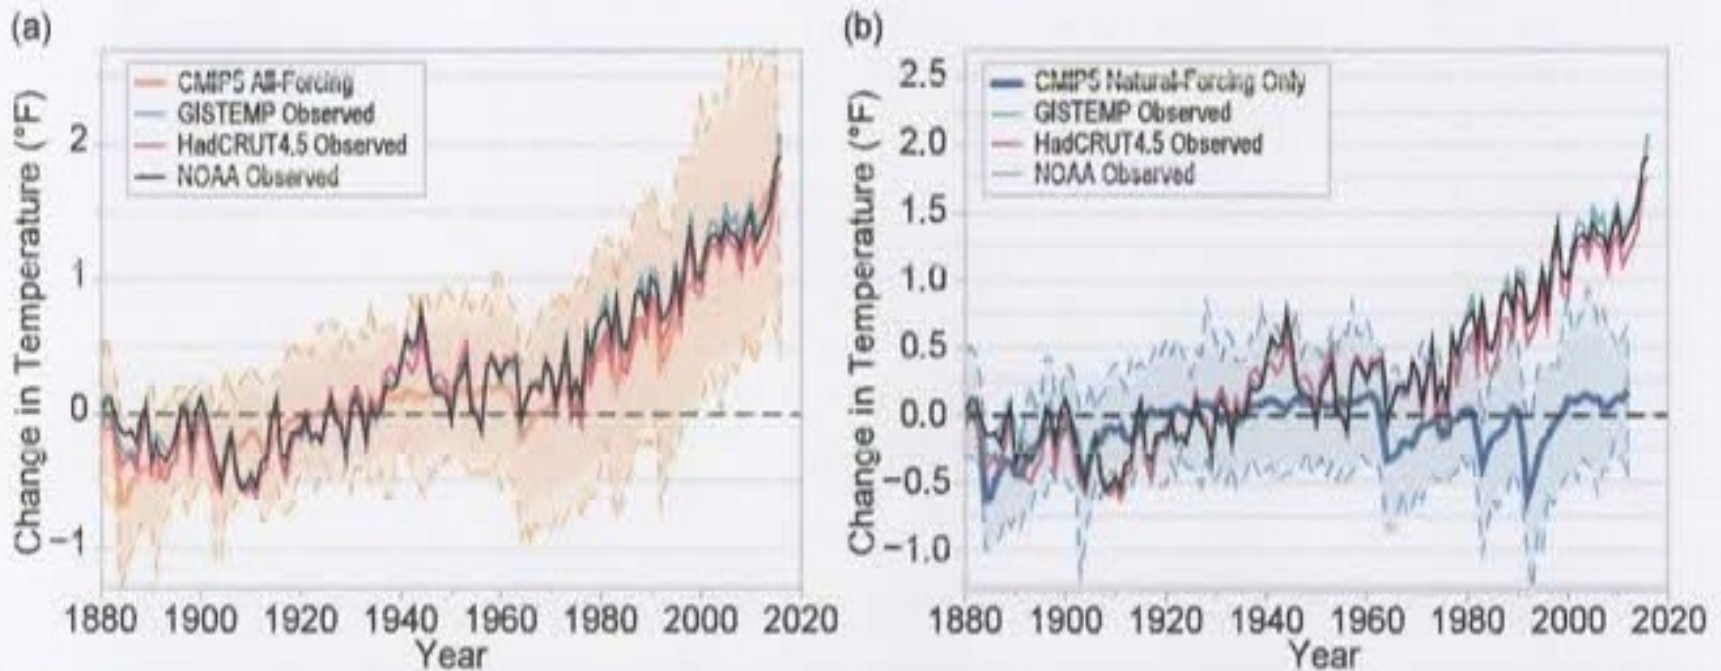 (a)
CMIP5 All-Forcing
GISTEMP Observed
HadCRUT4.5 Observed
NOAA Observed
Change in Temperature (°F)
2
1
0
−1
1880 1900 1920 1940 1960 1980 2000 2020
Year
(b)
CMIP5 Natural-Forcing Only
GISTEMP Observed
HadCRUT4.5 Observed
NOAA Observed
Change in Temperature (°F)
2.5
2.0
1.5
1.0
0.5
0.0
−0.5
−1.0
1880 1900 1920 1940 1960 1980 2000 2020
Year